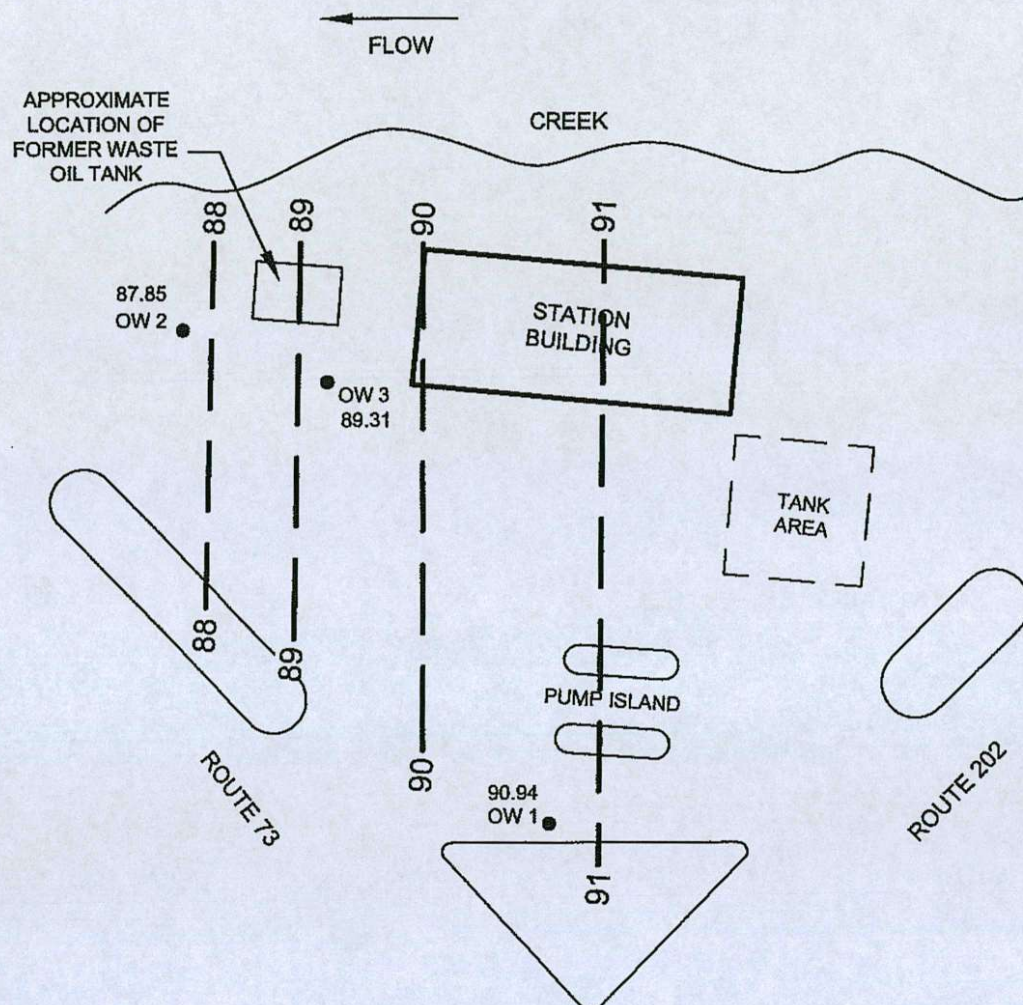 FLOW
APPROXIMATE
LOCATION OF
FORMER WASTE
OIL TANK
CREEK
88
89
90
91
87.85
OW 2
STATION
BUILDING
OW 3
89.31
TANK
AREA
88
89
PUMP ISLAND
90
90.94
OW 1
91
ROUTE 73
ROUTE 202